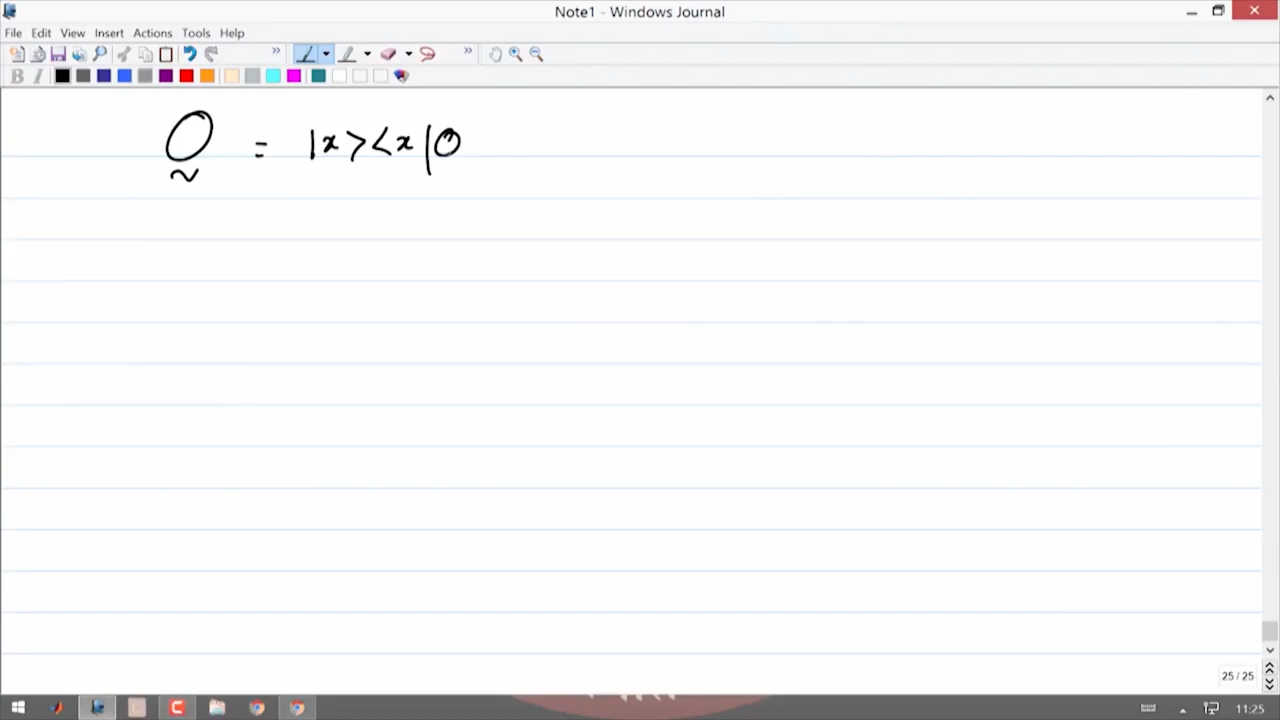 Note1 - Windows Journal
File Edit View Insert Actions Tools Help
B I
O = |x><x|O
~
25 / 25
11:25